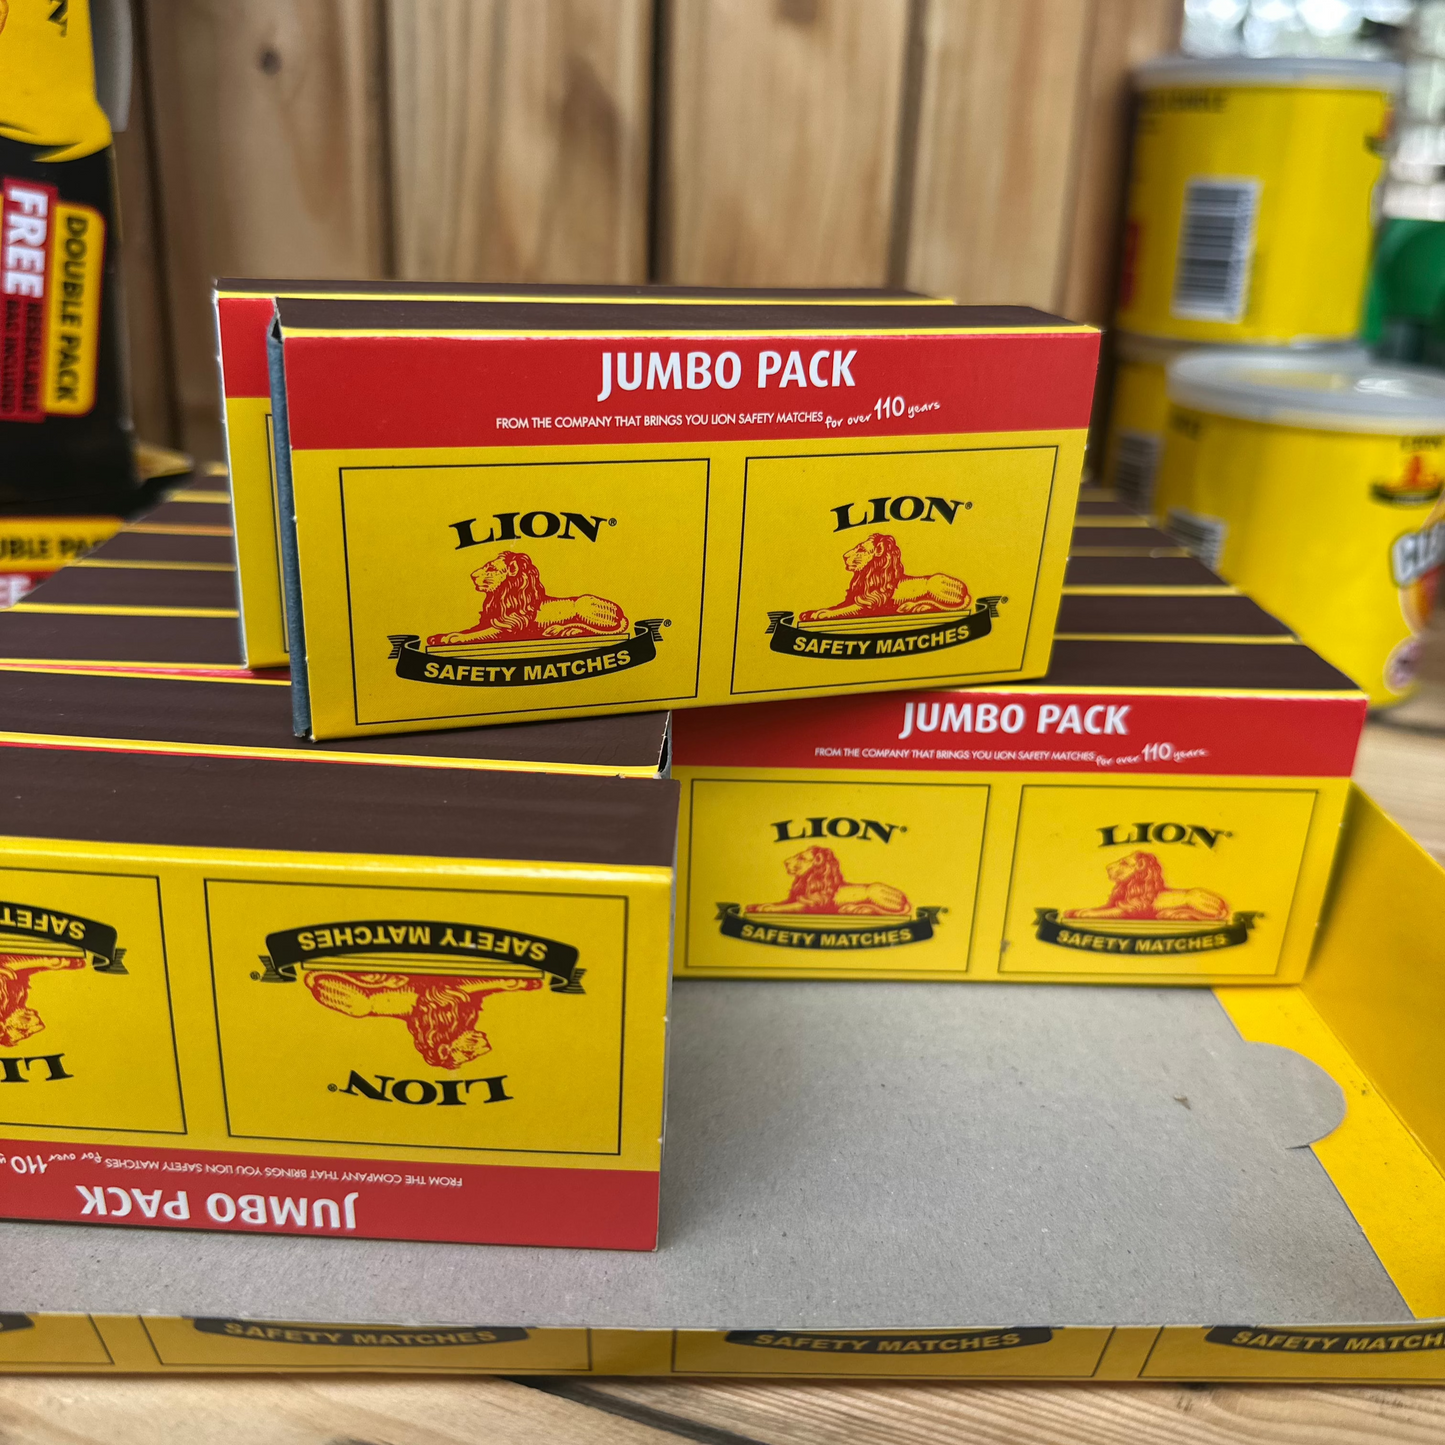 DOUBLE PACK
FREE
RESEALABLE
BAG INCLUDED
JUMBO PACK
FROM THE COMPANY THAT BRINGS YOU LION SAFETY MATCHES for over 110 years
LION®
SAFETY MATCHES®
LION®
SAFETY MATCHES®
JUMBO PACK
FROM THE COMPANY THAT BRINGS YOU LION SAFETY MATCHES for over 110 years
LION®
SAFETY MATCHES®
LION®
SAFETY MATCHES®
JUMBO PACK
FROM THE COMPANY THAT BRINGS YOU LION SAFETY MATCHES for over 110
LION®
SAFETY MATCHES®
SAFETY MATCHES
SAFETY MATCHES